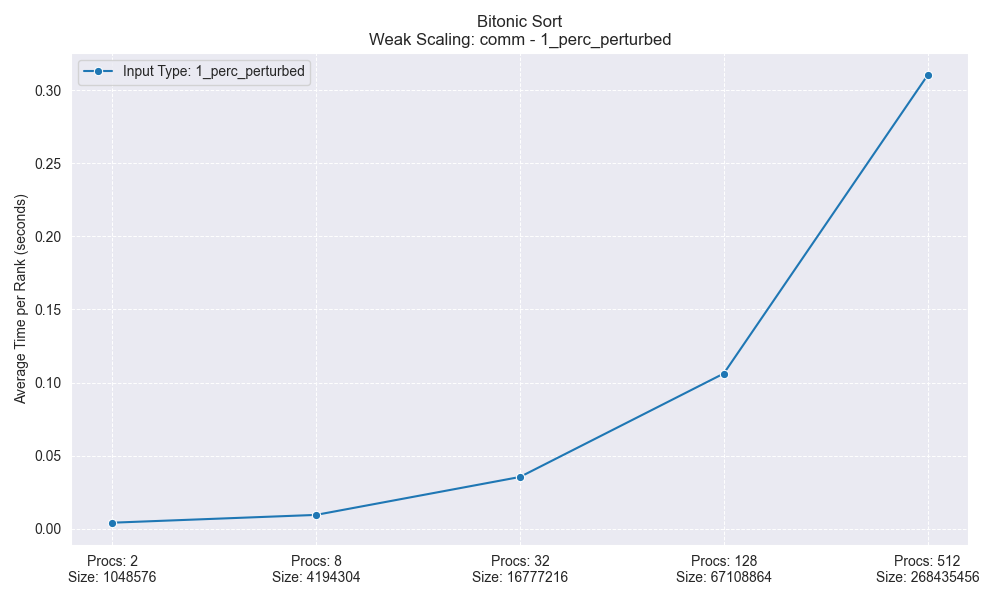 Bitonic Sort
Weak Scaling: comm - 1_perc_perturbed
Input Type: 1_perc_perturbed
Average Time per Rank (seconds)
0.30
0.25
0.20
0.15
0.10
0.05
0.00
Procs: 2
Size: 1048576
Procs: 8
Size: 4194304
Procs: 32
Size: 16777216
Procs: 128
Size: 67108864
Procs: 512
Size: 268435456